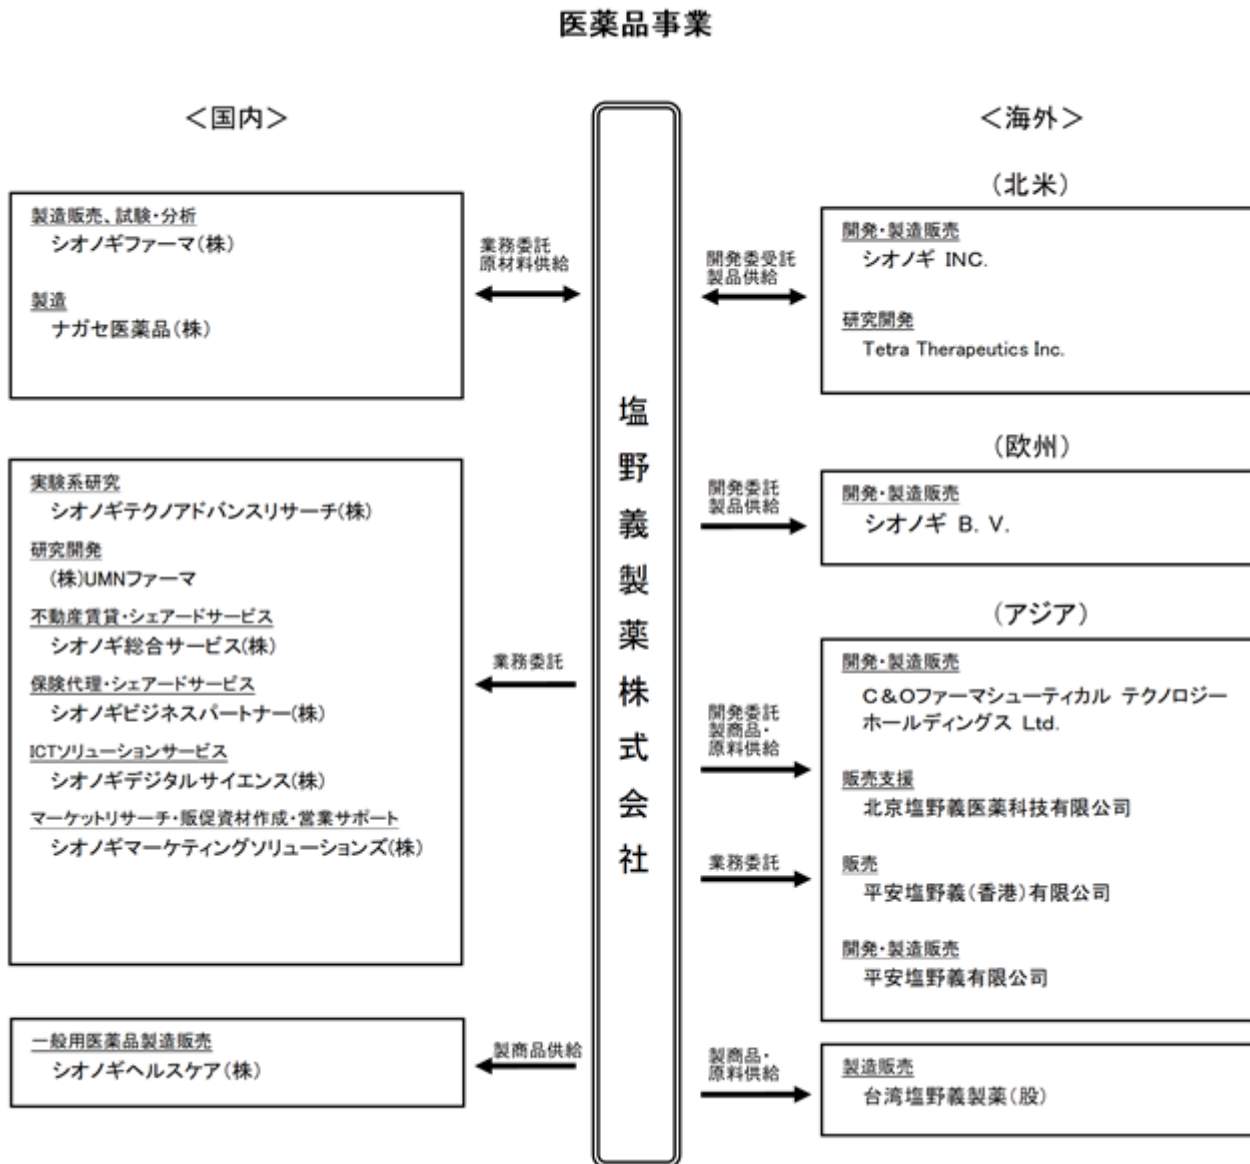 医薬品事業
＜国内＞
製造販売、試験・分析
シオノギファーマ(株)
製造
ナガセ医薬品(株)
業務委託
原材料供給
実験系研究
シオノギテクノアドバンスリサーチ(株)
研究開発
(株)UMNファーマ
不動産賃貸・シェアードサービス
シオノギ総合サービス(株)
保険代理・シェアードサービス
シオノギビジネスパートナー(株)
ICTソリューションサービス
シオノギデジタルサイエンス(株)
マーケットリサーチ・販促資材作成・営業サポート
シオノギマーケティングソリューションズ(株)
業務委託
一般用医薬品製造販売
シオノギヘルスケア(株)
製商品供給
塩野義製薬株式会社
＜海外＞
(北米)
開発委受託
製品供給
開発・製造販売
シオノギ INC.
研究開発
Tetra Therapeutics Inc.
(欧州)
開発委託
製品供給
開発・製造販売
シオノギ B. V.
(アジア)
開発委託
製商品・
原料供給
業務委託
開発・製造販売
C＆Oファーマシューティカル テクノロジー
ホールディングス Ltd.
販売支援
北京塩野義医薬科技有限公司
販売
平安塩野義(香港)有限公司
開発・製造販売
平安塩野義有限公司
製商品・
原料供給
製造販売
台湾塩野義製薬(股)